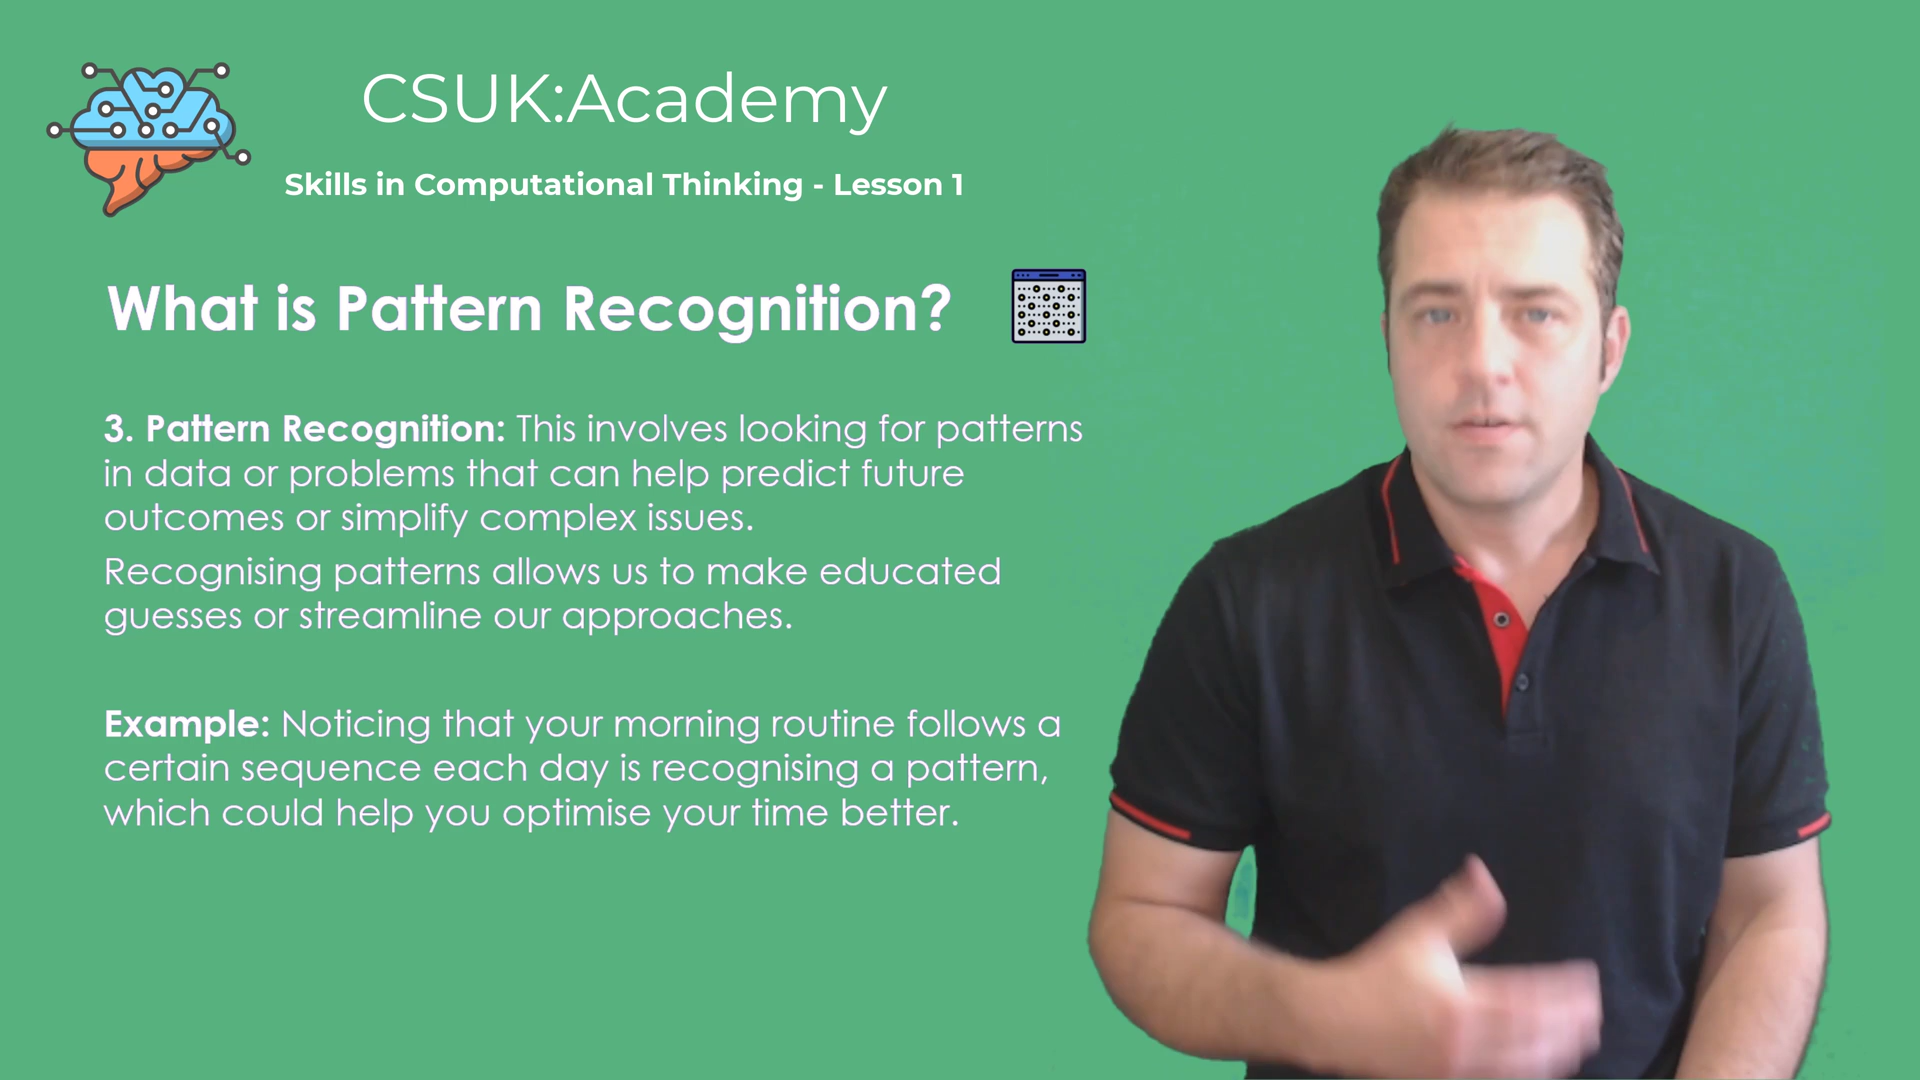 CSUK:Academy
Skills in Computational Thinking - Lesson 1
What is Pattern Recognition?
3. Pattern Recognition: This involves looking for patterns
in data or problems that can help predict future
outcomes or simplify complex issues.
Recognising patterns allows us to make educated
guesses or streamline our approaches.
Example: Noticing that your morning routine follows a
certain sequence each day is recognising a pattern,
which could help you optimise your time better.